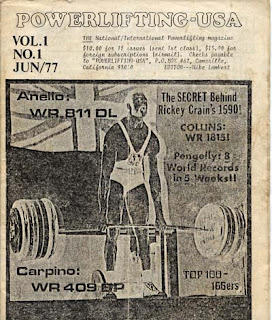 POWERLIFTING-USA
VOL.1
NO.1
JUN/77
THE National/International Powerlifting magazine
$10.00 for 11 issues (sent 1st class), $15.00 for
foreign subscriptions (airmail). Checks payable
to "POWERLIFTING-USA", P.O.BOX 467, Camarillo,
California 93010 EDITOR--Mike Lambert
Anello:
WR 811 DL
The SECRET Behind
Rickey Crain's 1590!
COLLINS:
WR 1815!
Pengelly: 8
World Records
in 5 Weeks!!
Carpino:
WR 409 BP
TOP 100-
165ers